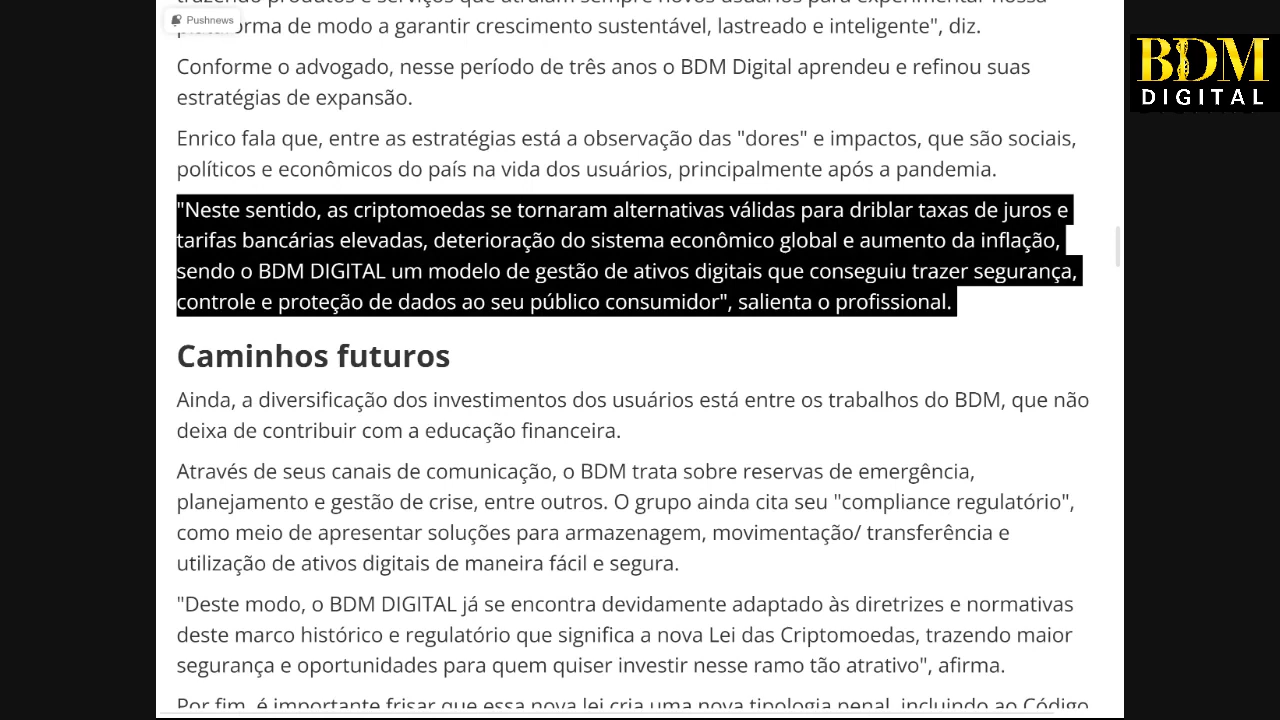 trazendo produtos e serviços que atraiam sempre novos usuários para experimentar nossa
Pushnews
plataforma de modo a garantir crescimento sustentável, lastreado e inteligente", diz.
BDM
DIGITAL
Conforme o advogado, nesse período de três anos o BDM Digital aprendeu e refinou suas
estratégias de expansão.
Enrico fala que, entre as estratégias está a observação das "dores" e impactos, que são sociais,
políticos e econômicos do país na vida dos usuários, principalmente após a pandemia.
"Neste sentido, as criptomoedas se tornaram alternativas válidas para driblar taxas de juros e
tarifas bancárias elevadas, deterioração do sistema econômico global e aumento da inflação,
sendo o BDM DIGITAL um modelo de gestão de ativos digitais que conseguiu trazer segurança,
controle e proteção de dados ao seu público consumidor", salienta o profissional.
Caminhos futuros
Ainda, a diversificação dos investimentos dos usuários está entre os trabalhos do BDM, que não
deixa de contribuir com a educação financeira.
Através de seus canais de comunicação, o BDM trata sobre reservas de emergência,
planejamento e gestão de crise, entre outros. O grupo ainda cita seu "compliance regulatório",
como meio de apresentar soluções para armazenagem, movimentação/ transferência e
utilização de ativos digitais de maneira fácil e segura.
"Deste modo, o BDM DIGITAL já se encontra devidamente adaptado às diretrizes e normativas
deste marco histórico e regulatório que significa a nova Lei das Criptomoedas, trazendo maior
segurança e oportunidades para quem quiser investir nesse ramo tão atrativo", afirma.
Por fim, é importante frisar que essa nova lei cria uma nova tipologia penal, incluindo ao Código